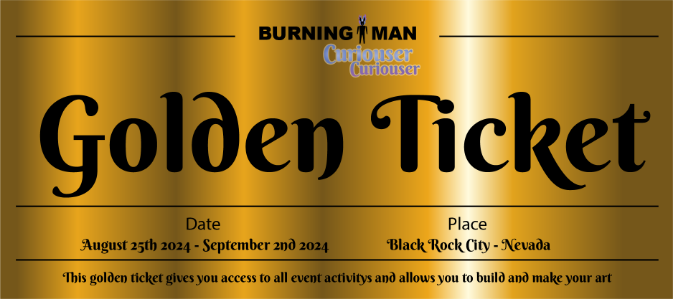 BURNING MAN
Curiouser
Curiouser
Golden Ticket
Date
August 25th 2024 - September 2nd 2024
Place
Black Rock City - Nevada
This golden ticket gives you access to all event activitys and allows you to build and make your art